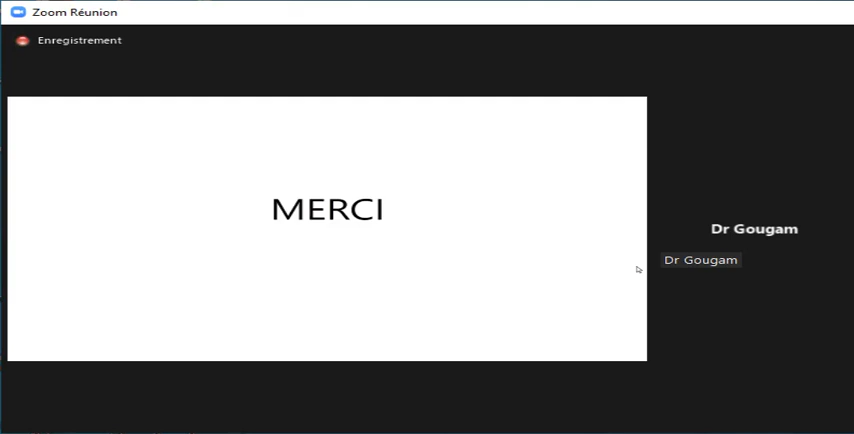 Zoom Réunion
Enregistrement
MERCI
Dr Gougam
Dr Gougam